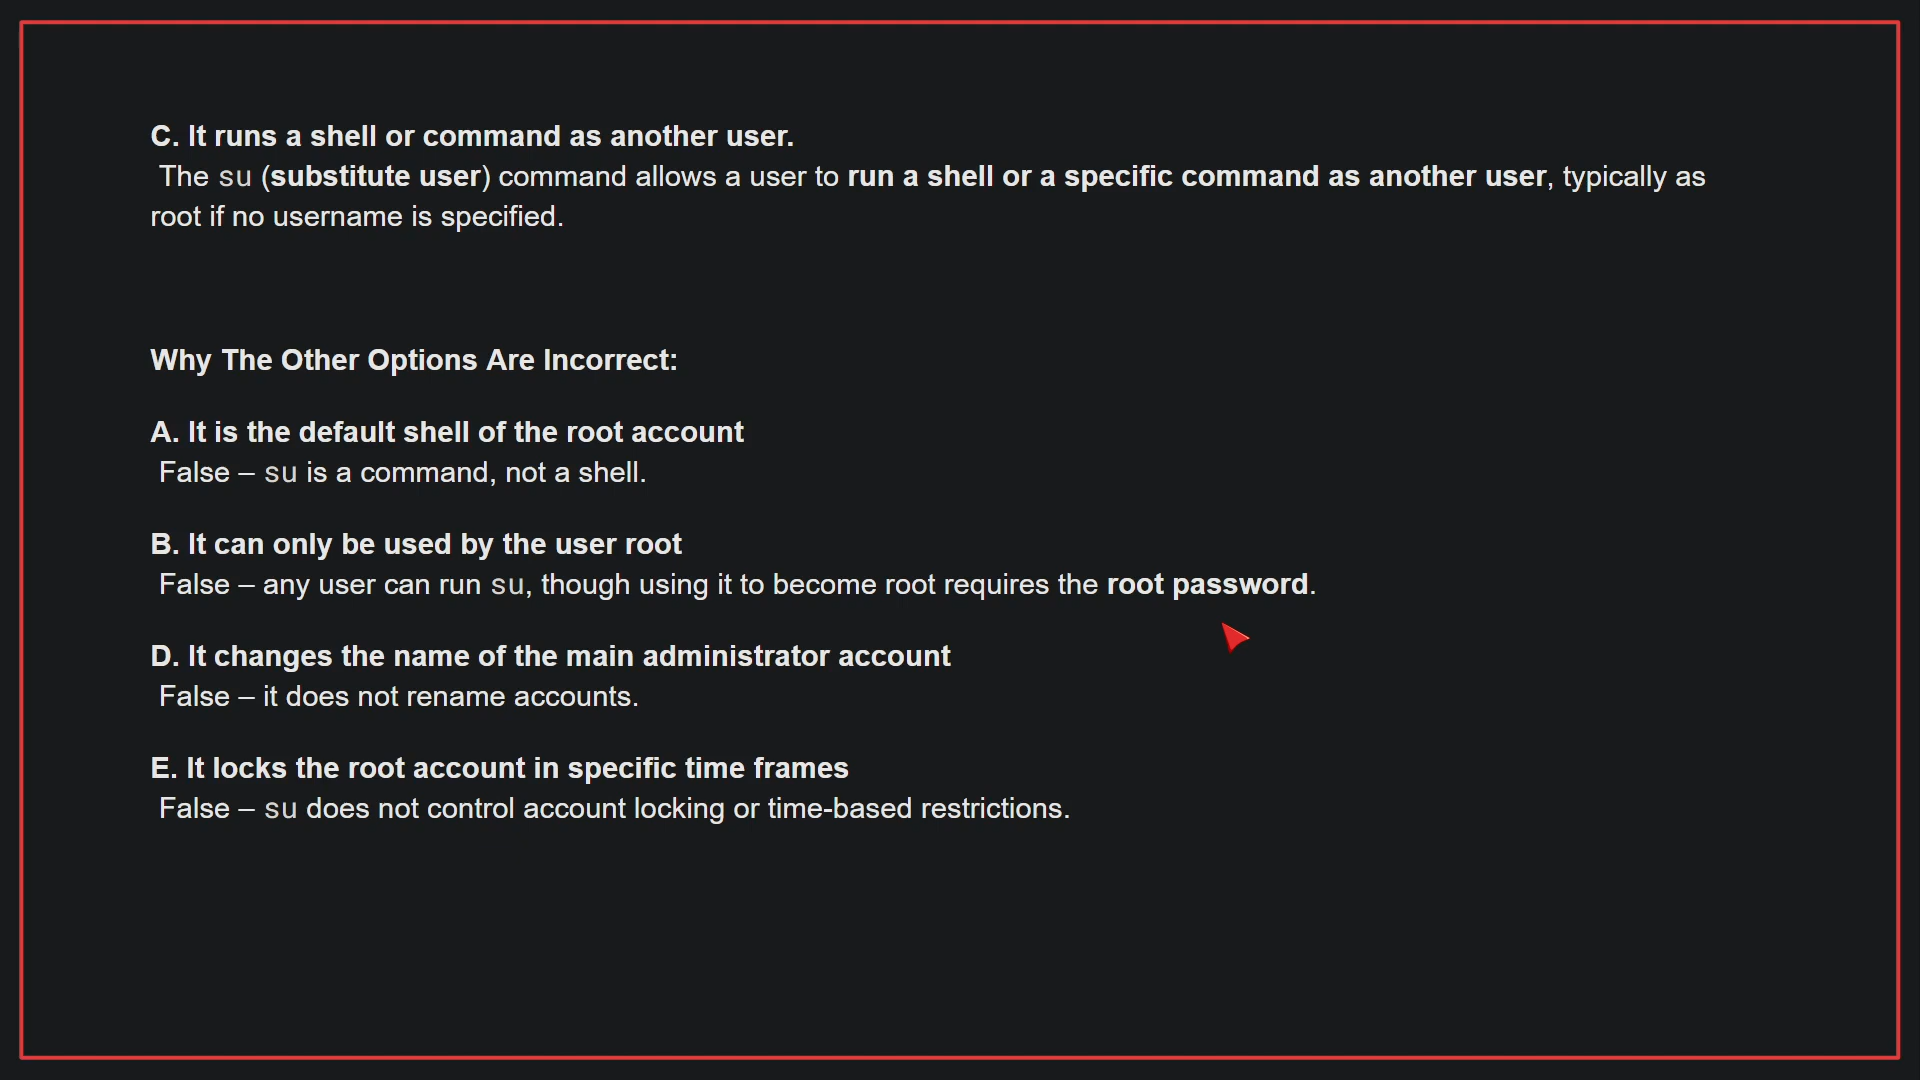 C. It runs a shell or command as another user.
The su (substitute user) command allows a user to run a shell or a specific command as another user, typically as
root if no username is specified.
Why The Other Options Are Incorrect:
A. It is the default shell of the root account
False – su is a command, not a shell.
B. It can only be used by the user root
False – any user can run su, though using it to become root requires the root password.
D. It changes the name of the main administrator account
False – it does not rename accounts.
E. It locks the root account in specific time frames
False – su does not control account locking or time-based restrictions.